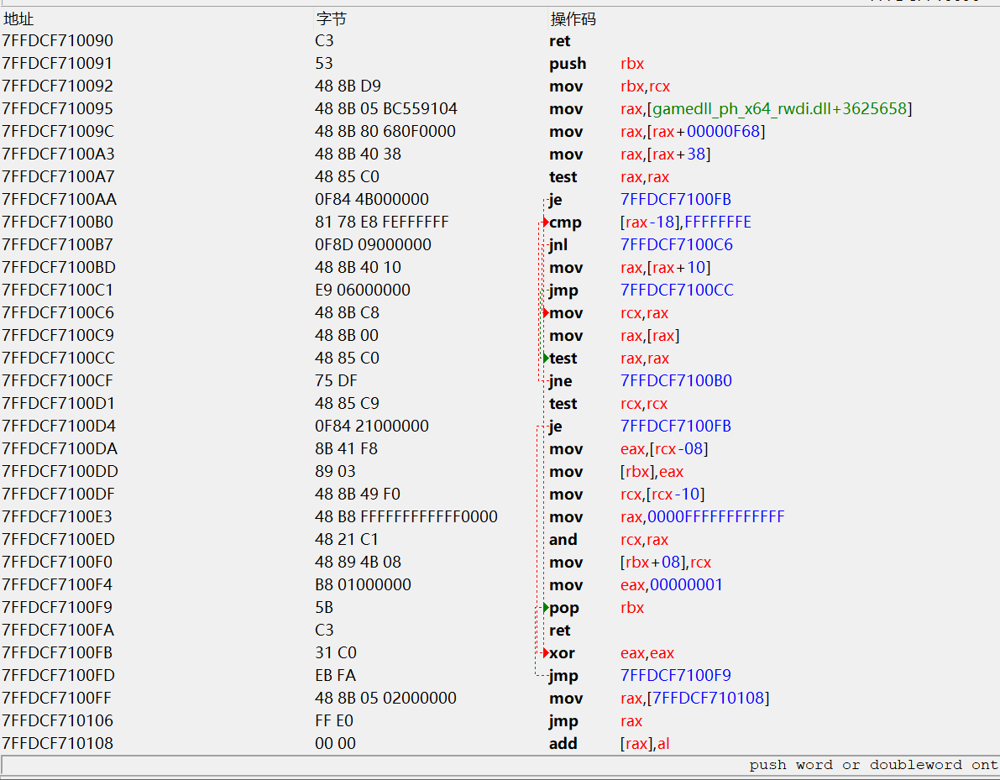 地址 字节 操作码
7FFDCF710090 C3 ret
7FFDCF710091 53 push rbx
7FFDCF710092 48 8B D9 mov rbx,rcx
7FFDCF710095 48 8B 05 BC559104 mov rax,[gamedll_ph_x64_rwdi.dll+3625658]
7FFDCF71009C 48 8B 80 680F0000 mov rax,[rax+00000F68]
7FFDCF7100A3 48 8B 40 38 mov rax,[rax+38]
7FFDCF7100A7 48 85 C0 test rax,rax
7FFDCF7100AA 0F84 4B000000 je 7FFDCF7100FB
7FFDCF7100B0 81 78 E8 FEFFFFFF cmp [rax-18],FFFFFFFE
7FFDCF7100B7 0F8D 09000000 jnl 7FFDCF7100C6
7FFDCF7100BD 48 8B 40 10 mov rax,[rax+10]
7FFDCF7100C1 E9 06000000 jmp 7FFDCF7100CC
7FFDCF7100C6 48 8B C8 mov rcx,rax
7FFDCF7100C9 48 8B 00 mov rax,[rax]
7FFDCF7100CC 48 85 C0 test rax,rax
7FFDCF7100CF 75 DF jne 7FFDCF7100B0
7FFDCF7100D1 48 85 C9 test rcx,rcx
7FFDCF7100D4 0F84 21000000 je 7FFDCF7100FB
7FFDCF7100DA 8B 41 F8 mov eax,[rcx-08]
7FFDCF7100DD 89 03 mov [rbx],eax
7FFDCF7100DF 48 8B 49 F0 mov rcx,[rcx-10]
7FFDCF7100E3 48 B8 FFFFFFFFFFFF0000 mov rax,0000FFFFFFFFFFFF
7FFDCF7100ED 48 21 C1 and rcx,rax
7FFDCF7100F0 48 89 4B 08 mov [rbx+08],rcx
7FFDCF7100F4 B8 01000000 mov eax,00000001
7FFDCF7100F9 5B pop rbx
7FFDCF7100FA C3 ret
7FFDCF7100FB 31 C0 xor eax,eax
7FFDCF7100FD EB FA jmp 7FFDCF7100F9
7FFDCF7100FF 48 8B 05 02000000 mov rax,[7FFDCF710108]
7FFDCF710106 FF E0 jmp rax
7FFDCF710108 00 00 add [rax],al
push word or doubleword ont